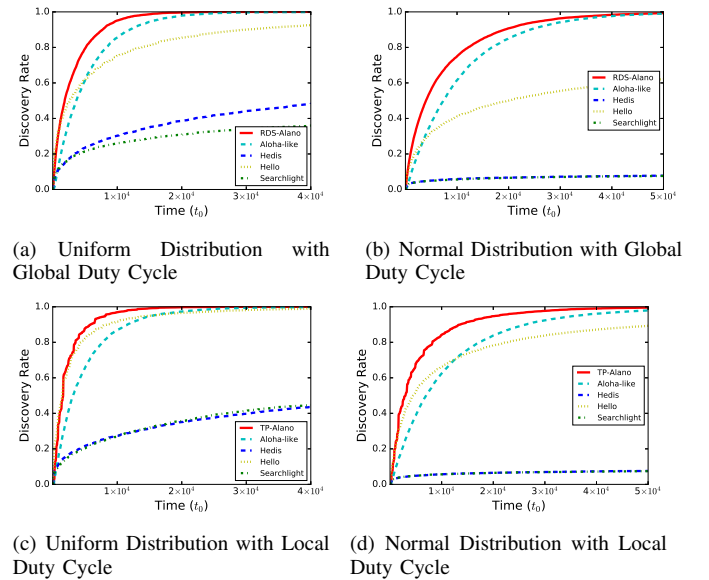 1.0
0.8
0.6
0.4
0.2
0.0
Discovery Rate
RDS-Alano
Aloha-like
Hedis
Hello
Searchlight
1×10⁴ 2×10⁴ 3×10⁴ 4×10⁴
Time (t₀)
(a) Uniform Distribution with
Global Duty Cycle
1.0
0.8
0.6
0.4
0.2
0.0
Discovery Rate
RDS-Alano
Aloha-like
Hedis
Hello
Searchlight
1×10⁴ 2×10⁴ 3×10⁴ 4×10⁴ 5×10⁴
Time (t₀)
(b) Normal Distribution with Global
Duty Cycle
1.0
0.8
0.6
0.4
0.2
0.0
Discovery Rate
TP-Alano
Aloha-like
Hedis
Hello
Searchlight
1×10⁴ 2×10⁴ 3×10⁴ 4×10⁴
Time (t₀)
(c) Uniform Distribution with Local
Duty Cycle
1.0
0.8
0.6
0.4
0.2
0.0
Discovery Rate
TP-Alano
Aloha-like
Hedis
Hello
Searchlight
1×10⁴ 2×10⁴ 3×10⁴ 4×10⁴ 5×10⁴
Time (t₀)
(d) Normal Distribution with Local
Duty Cycle